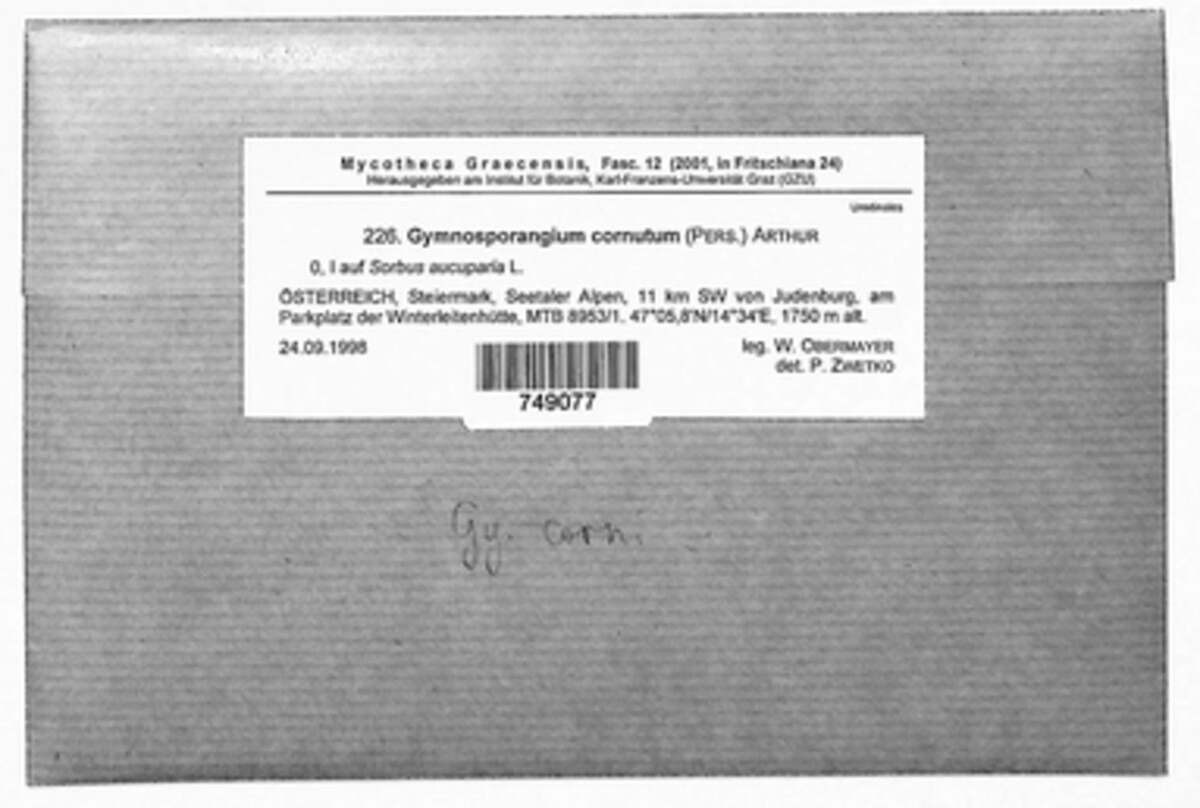 Mycotheca Graecensis, Fasc. 12 (2001, in Fritschiana 24)
Herausgegeben am Institut für Botanik, Karl-Franzens-Universität Graz (GZU)
Uredinales
226. Gymnosporangium cornutum (PERS.) ARTHUR
0, I auf Sorbus aucuparia L.
ÖSTERREICH, Steiermark, Seetaler Alpen, 11 km SW von Judenburg, am
Parkplatz der Winterleitenhütte, MTB 8953/1. 47°05,8'N/14°34'E, 1750 m alt.
24.09.1998
leg. W. OBERMAYER
det. P. ZWETKO
749077
Gy. corn.